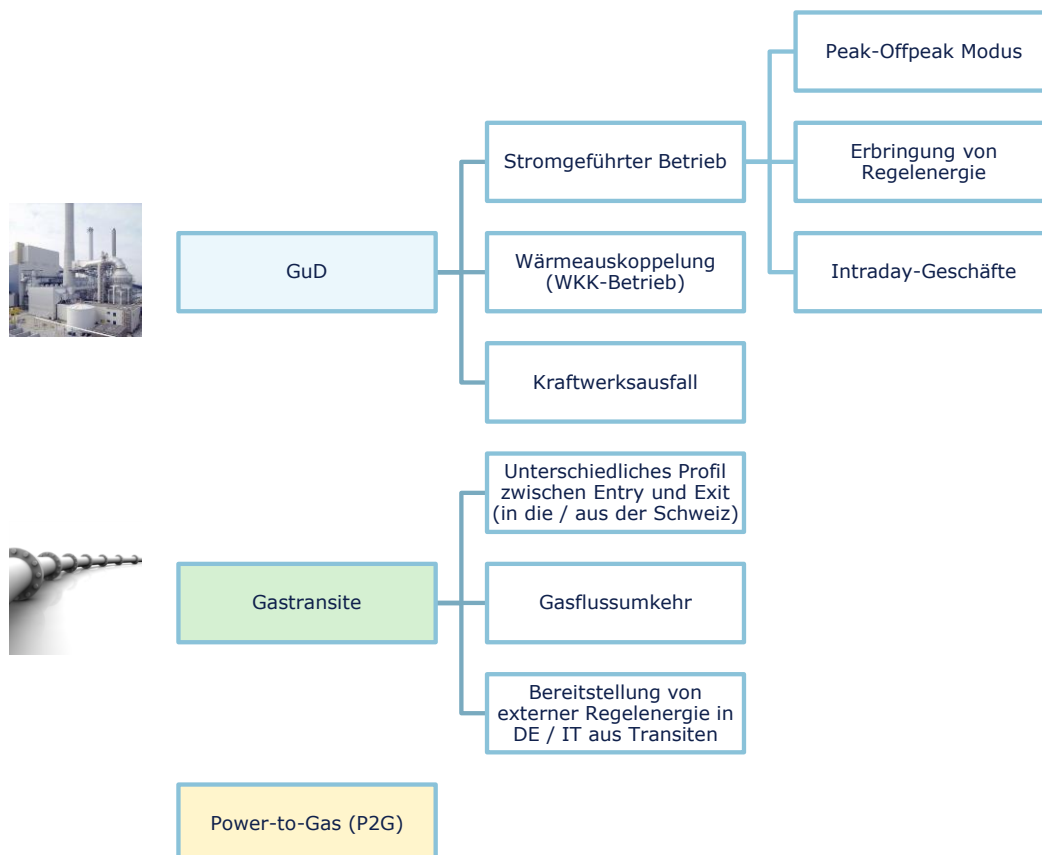 Peak-Offpeak Modus
Stromgeführter Betrieb
Erbringung von
Regelenergie
GuD
Wärmeauskoppelung
(WKK-Betrieb)
Intraday-Geschäfte
Kraftwerksausfall
Unterschiedliches Profil
zwischen Entry und Exit
(in die / aus der Schweiz)
Gastransite
Gasflussumkehr
Bereitstellung von
externer Regelenergie in
DE / IT aus Transiten
Power-to-Gas (P2G)